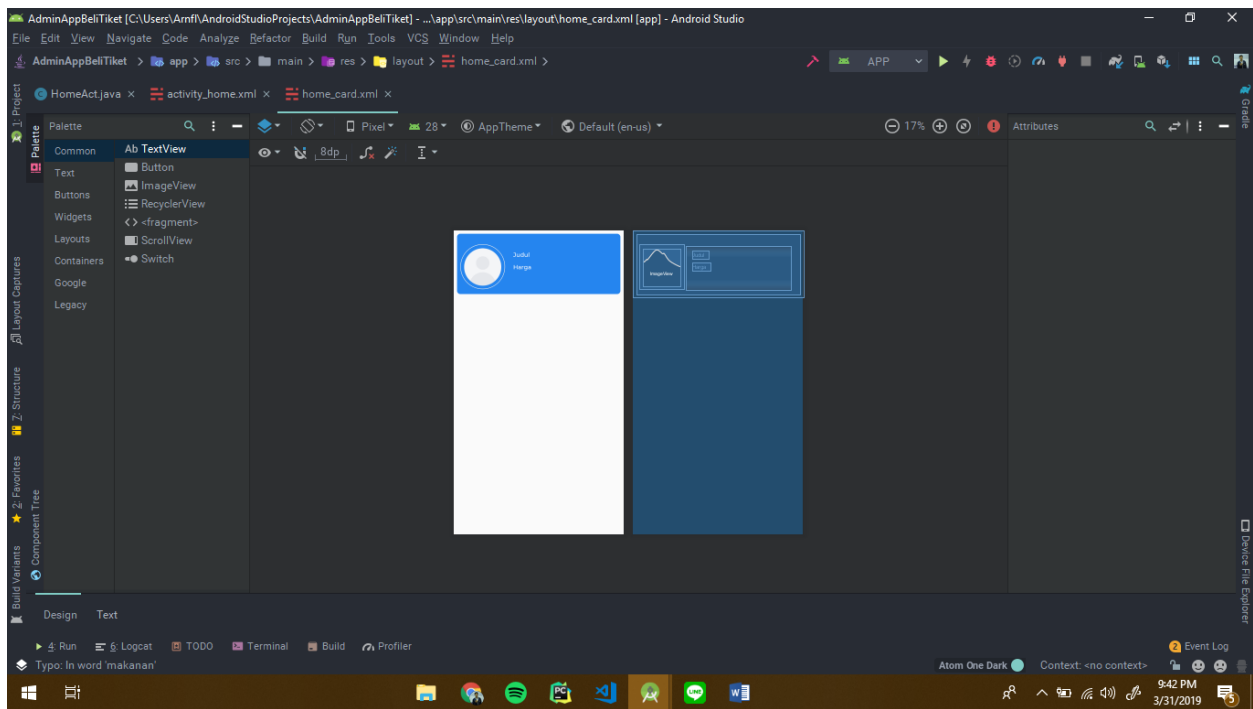 AdminAppBeliTiket [C:\Users\Arnfl\AndroidStudioProjects\AdminAppBeliTiket] - ...\app\src\main\res\layout\home_card.xml [app] - Android Studio
File Edit View Navigate Code Analyze Refactor Build Run Tools VCS Window Help
AdminAppBeliTiket > app > src > main > res > layout > home_card.xml >
APP
HomeAct.java × activity_home.xml × home_card.xml ×
1: Project
Gradle
Palette
Palette
Pixel 28 AppTheme Default (en-us)
17%
Attributes
Common
Text
Buttons
Widgets
Layouts
Containers
Google
Legacy
Ab TextView
Button
ImageView
RecyclerView
<fragment>
ScrollView
Switch
8dp
Judul
Harga
ImageView
Judul
Harga
Layout Captures
7: Structure
2: Favorites
Build Variants
Component Tree
Device File Explorer
Design Text
4: Run 6: Logcat TODO Terminal Build Profiler
2 Event Log
Typo: In word 'makanan'
Atom One Dark Context: <no context>
PC
LINE
W
9:42 PM
3/31/2019
5